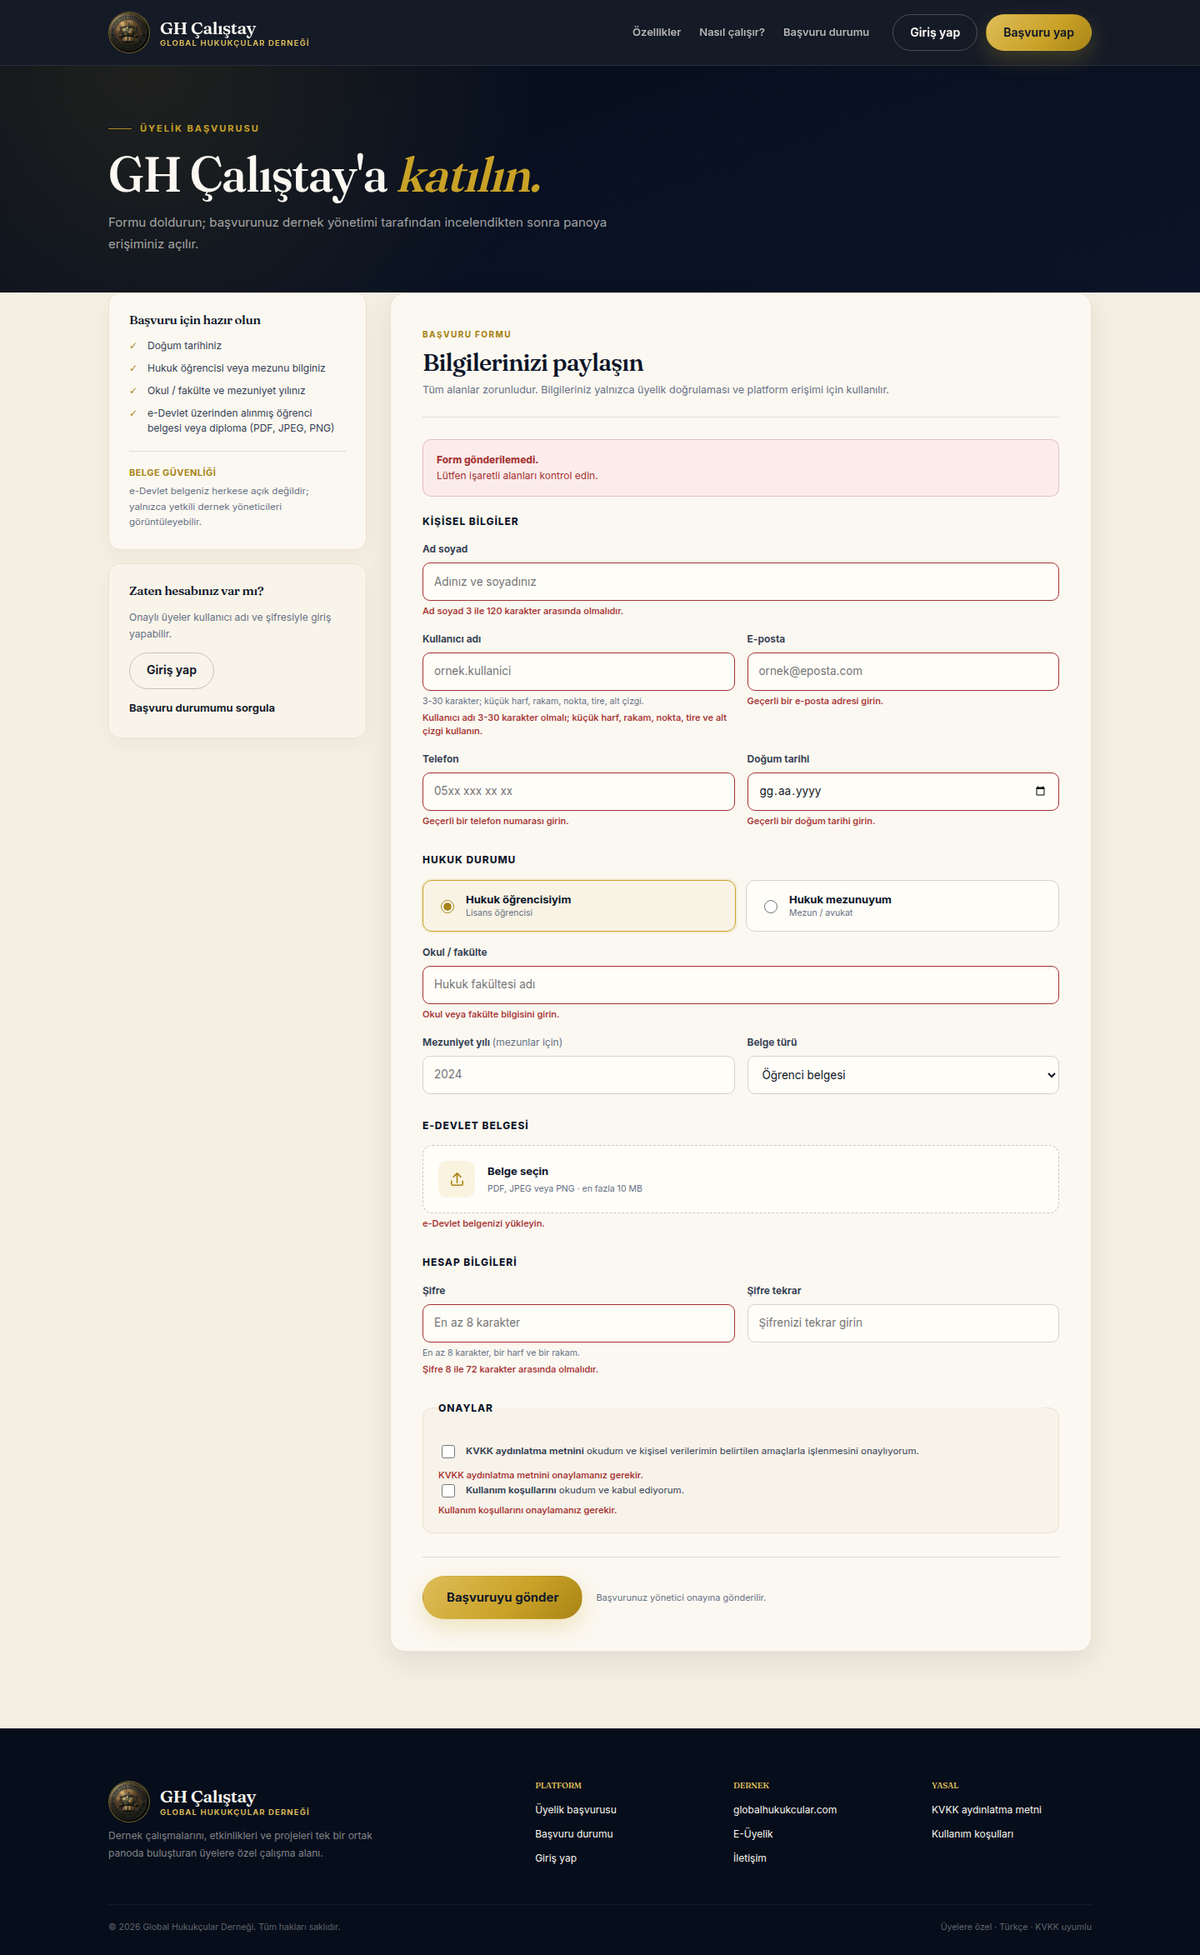 GH Çalıştay
GLOBAL HUKUKÇULAR DERNEĞİ
Özellikler
Nasıl çalışır?
Başvuru durumu
Giriş yap
Başvuru yap
ÜYELİK BAŞVURUSU
GH Çalıştay'a katılın.
Formu doldurun; başvurunuz dernek yönetimi tarafından incelendikten sonra panoya
erişiminiz açılır.
Başvuru için hazır olun
✓ Doğum tarihiniz
✓ Hukuk öğrencisi veya mezunu bilginiz
✓ Okul / fakülte ve mezuniyet yılınız
✓ e-Devlet üzerinden alınmış öğrenci
belgesi veya diploma (PDF, JPEG, PNG)
BELGE GÜVENLİĞİ
e-Devlet belgeniz herkese açık değildir;
yalnızca yetkili dernek yöneticileri
görüntüleyebilir.
Zaten hesabınız var mı?
Onaylı üyeler kullanıcı adı ve şifresiyle giriş
yapabilir.
Giriş yap
Başvuru durumumu sorgula
BAŞVURU FORMU
Bilgilerinizi paylaşın
Tüm alanlar zorunludur. Bilgileriniz yalnızca üyelik doğrulaması ve platform erişimi için kullanılır.
Form gönderilemedi.
Lütfen işaretli alanları kontrol edin.
KİŞİSEL BİLGİLER
Ad soyad
Adınız ve soyadınız
Ad soyad 3 ile 120 karakter arasında olmalıdır.
Kullanıcı adı
ornek.kullanici
3-30 karakter; küçük harf, rakam, nokta, tire, alt çizgi.
Kullanıcı adı 3-30 karakter olmalı; küçük harf, rakam, nokta, tire ve alt
çizgi kullanın.
E-posta
ornek@eposta.com
Geçerli bir e-posta adresi girin.
Telefon
05xx xxx xx xx
Geçerli bir telefon numarası girin.
Doğum tarihi
gg.aa.yyyy
Geçerli bir doğum tarihi girin.
HUKUK DURUMU
Hukuk öğrencisiyim
Lisans öğrencisi
Hukuk mezunuyum
Mezun / avukat
Okul / fakülte
Hukuk fakültesi adı
Okul veya fakülte bilgisini girin.
Mezuniyet yılı (mezunlar için)
2024
Belge türü
Öğrenci belgesi
E-DEVLET BELGESİ
Belge seçin
PDF, JPEG veya PNG · en fazla 10 MB
e-Devlet belgenizi yükleyin.
HESAP BİLGİLERİ
Şifre
En az 8 karakter
En az 8 karakter, bir harf ve bir rakam.
Şifre 8 ile 72 karakter arasında olmalıdır.
Şifre tekrar
Şifrenizi tekrar girin
ONAYLAR
KVKK aydınlatma metnini okudum ve kişisel verilerimin belirtilen amaçlarla işlenmesini onaylıyorum.
KVKK aydınlatma metnini onaylamanız gerekir.
Kullanım koşullarını okudum ve kabul ediyorum.
Kullanım koşullarını onaylamanız gerekir.
Başvuruyu gönder
Başvurunuz yönetici onayına gönderilir.
GH Çalıştay
GLOBAL HUKUKÇULAR DERNEĞİ
Dernek çalışmalarını, etkinlikleri ve projeleri tek bir ortak
panoda buluşturan üyelere özel çalışma alanı.
PLATFORM
Üyelik başvurusu
Başvuru durumu
Giriş yap
DERNEK
globalhukukcular.com
E-Üyelik
İletişim
YASAL
KVKK aydınlatma metni
Kullanım koşulları
© 2026 Global Hukukçular Derneği. Tüm hakları saklıdır.
Üyelere özel · Türkçe · KVKK uyumlu